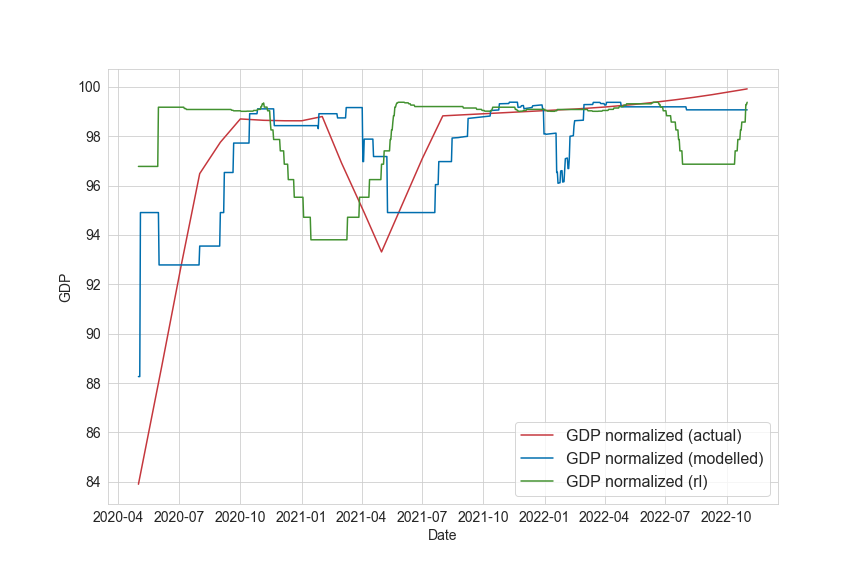 100
98
96
94
92
90
88
86
84
GDP
GDP normalized (actual)
GDP normalized (modelled)
GDP normalized (rl)
2020-04 2020-07 2020-10 2021-01 2021-04 2021-07 2021-10 2022-01 2022-04 2022-07 2022-10
Date